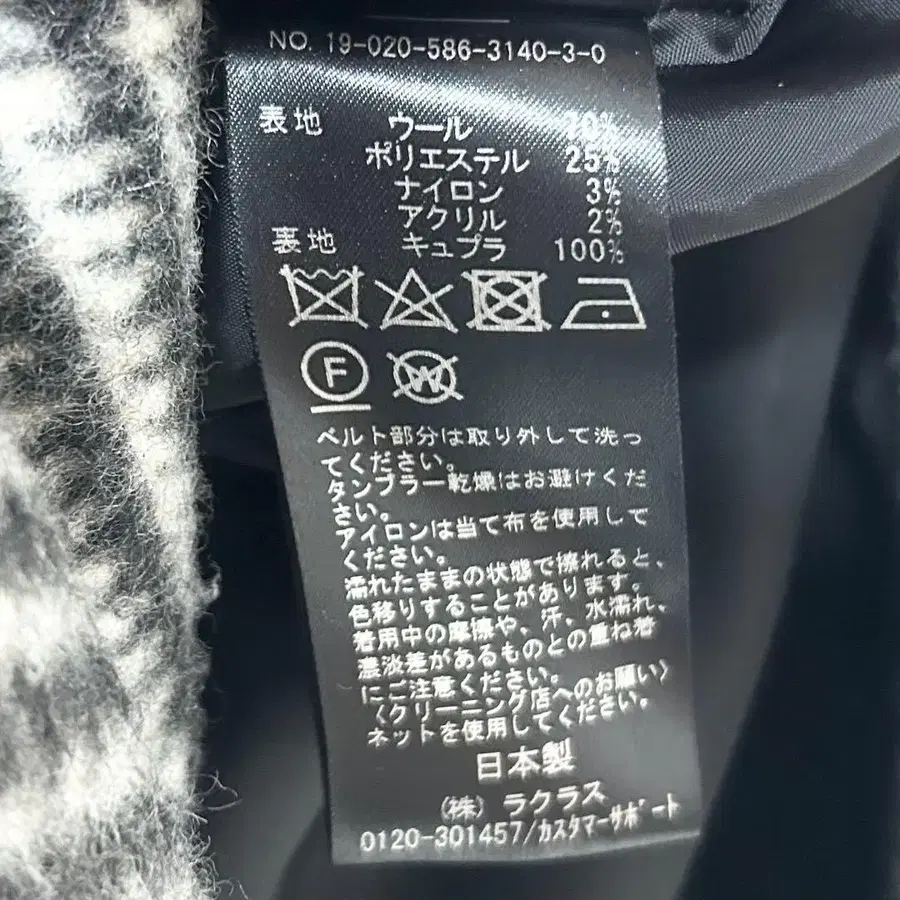 NO. 19-020-586-3140-3-0
表地 ウール 70%
ポリエステル 25%
ナイロン 3%
アクリル 2%
裏地 キュプラ 100%
F W
ベルト部分は取り外して洗っ
てください。
タンブラー乾燥はお避けくだ
さい。
アイロンは当て布を使用して
ください。
濡れたままの状態で擦れると、
色移りすることがあります。
着用中の摩擦や、汗、水濡れ、
濃淡差があるものとの重ね着
にご注意ください。
〈クリーニング店へのお願い〉
ネットを使用してください。
日本製
(株) ラクラス
0120-301457/カスタマーサポート